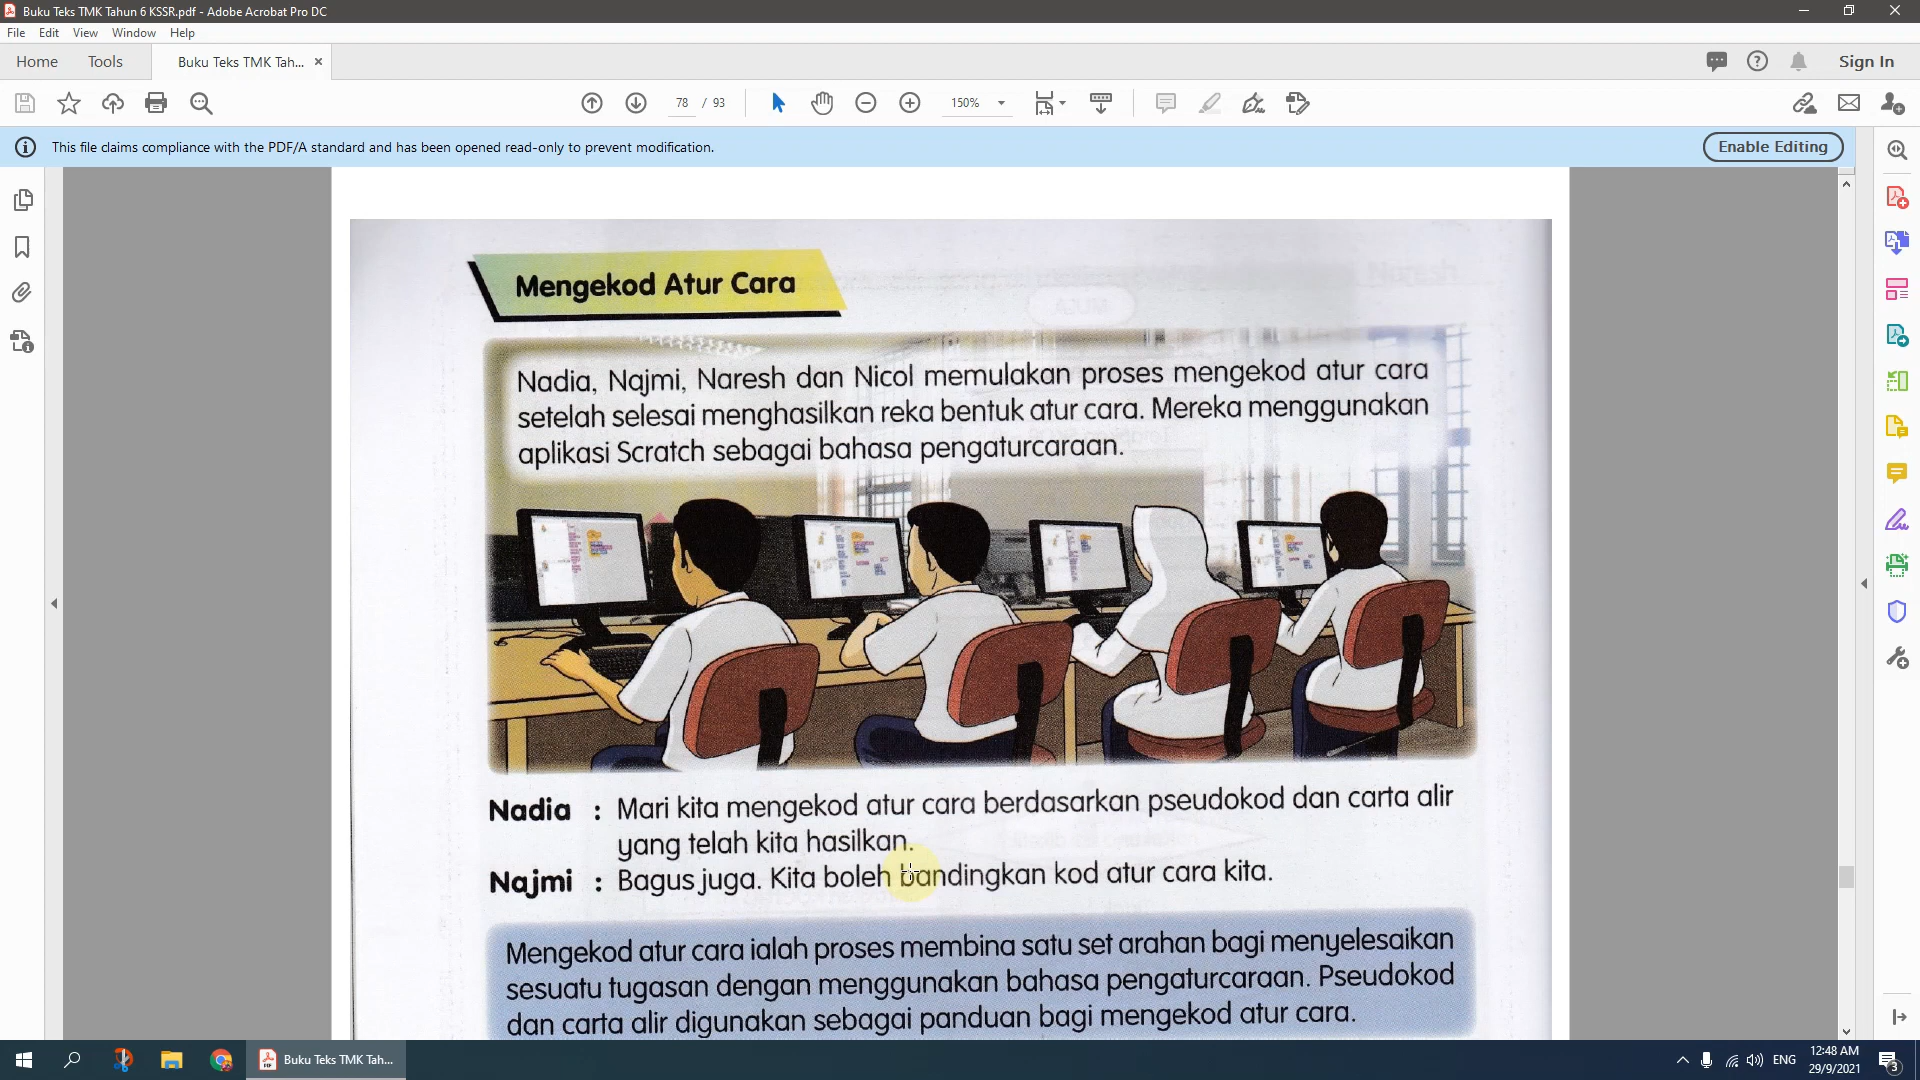 Buku Teks TMK Tahun 6 KSSR.pdf - Adobe Acrobat Pro DC
File Edit View Window Help
Home Tools Buku Teks TMK Tah... × Sign In
78 / 93 150%
This file claims compliance with the PDF/A standard and has been opened read-only to prevent modification. Enable Editing
Mengekod Atur Cara
Nadia, Najmi, Naresh dan Nicol memulakan proses mengekod atur cara
setelah selesai menghasilkan reka bentuk atur cara. Mereka menggunakan
aplikasi Scratch sebagai bahasa pengaturcaraan.
Nadia : Mari kita mengekod atur cara berdasarkan pseudokod dan carta alir
yang telah kita hasilkan.
Najmi : Bagus juga. Kita boleh bandingkan kod atur cara kita.
Mengekod atur cara ialah proses membina satu set arahan bagi menyelesaikan
sesuatu tugasan dengan menggunakan bahasa pengaturcaraan. Pseudokod
dan carta alir digunakan sebagai panduan bagi mengekod atur cara.
Buku Teks TMK Tah... ENG 12:48 AM
29/9/2021 3